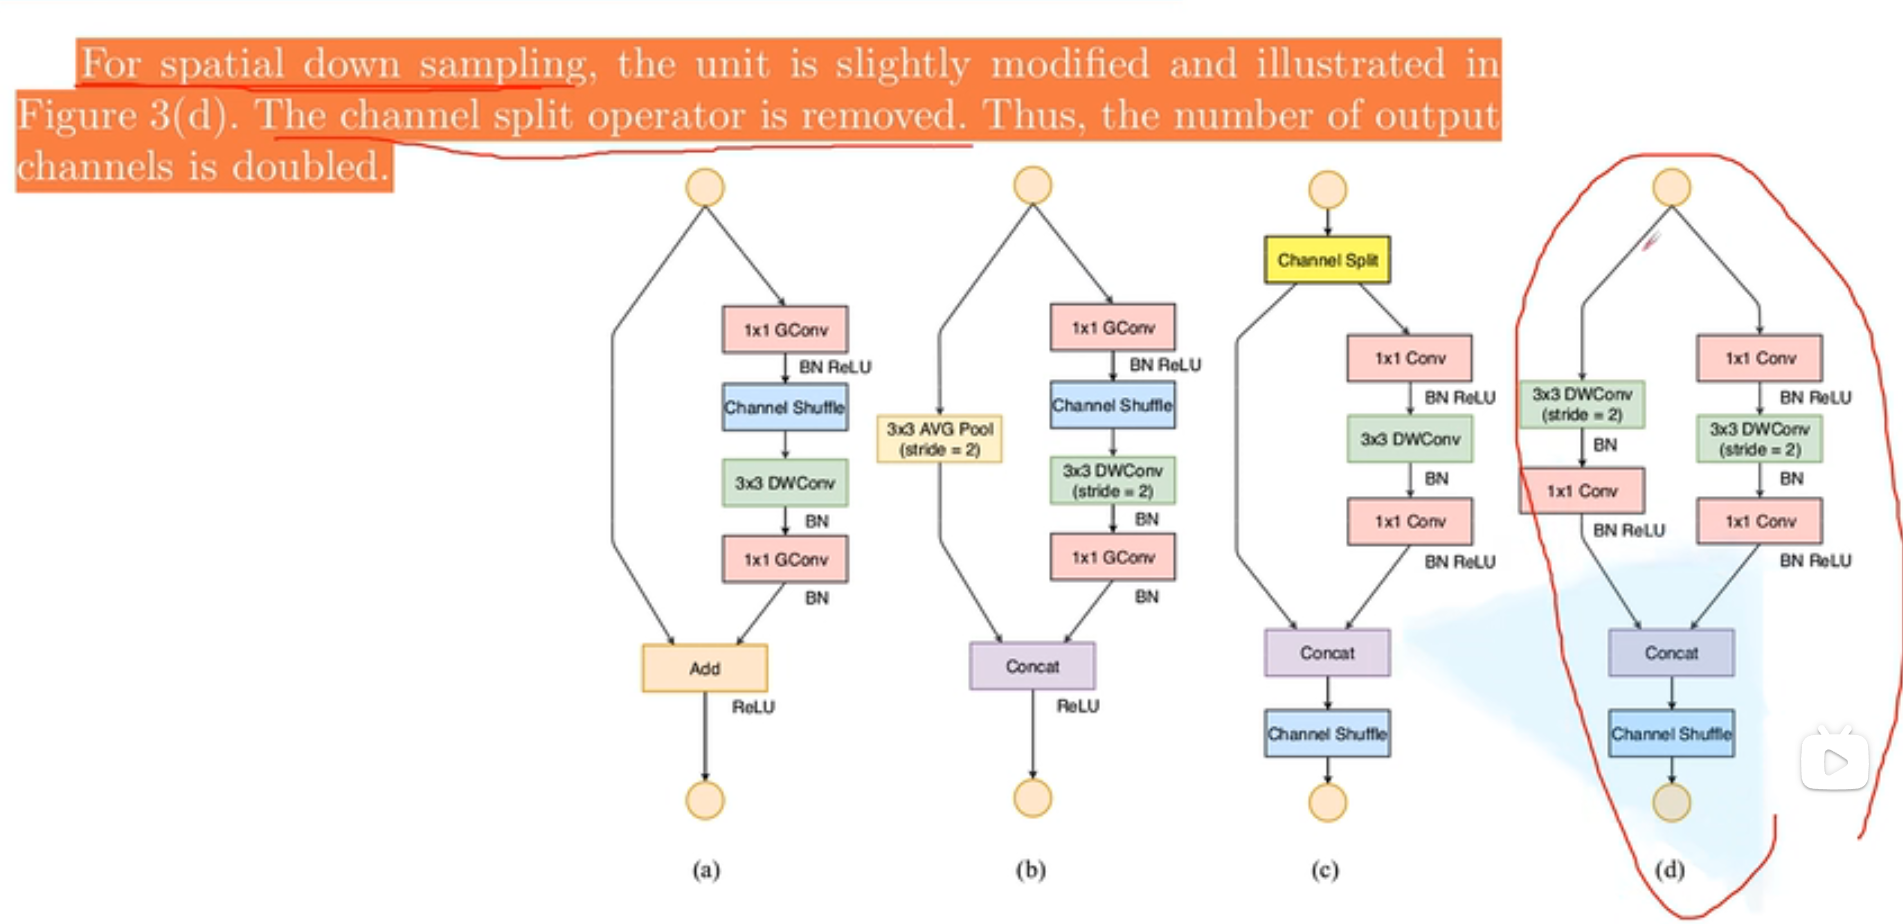 For spatial down sampling, the unit is slightly modified and illustrated in
Figure 3(d). The channel split operator is removed. Thus, the number of output
channels is doubled.
1x1 GConv
BN ReLU
Channel Shuffle
3x3 DWConv
BN
1x1 GConv
BN
Add
ReLU
(a)
1x1 GConv
BN ReLU
Channel Shuffle
3x3 AVG Pool
(stride = 2)
3x3 DWConv
(stride = 2)
BN
1x1 GConv
BN
Concat
ReLU
(b)
Channel Split
1x1 Conv
BN ReLU
3x3 DWConv
BN
1x1 Conv
BN ReLU
Concat
Channel Shuffle
(c)
3x3 DWConv
(stride = 2)
BN
1x1 Conv
BN ReLU
1x1 Conv
BN ReLU
3x3 DWConv
(stride = 2)
BN
1x1 Conv
BN ReLU
Concat
Channel Shuffle
(d)